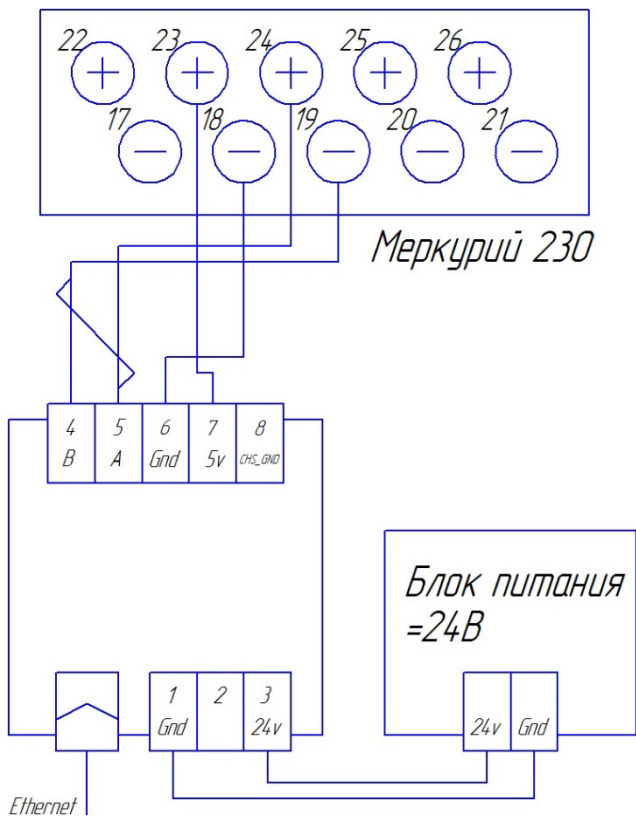 22 23 24 25 26
17 18 19 20 21
Меркурий 230
4 5 6 7 8
B A Gnd 5v CHS_GND
Блок питания
=24В
1 2 3
Gnd 24v
24v Gnd
Ethernet